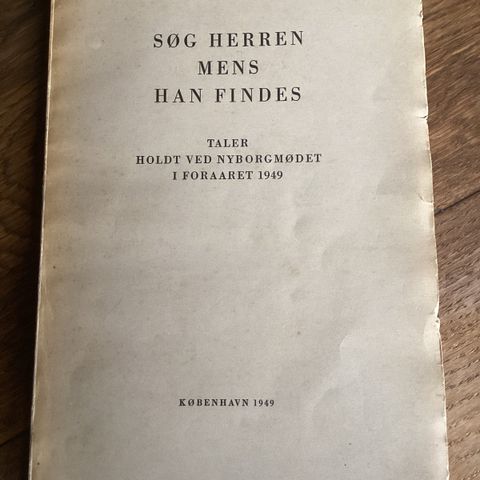 SØG HERREN
MENS
HAN FINDES
TALER
HOLDT VED NYBORGMØDET
I FORAARET 1949
KØBENHAVN 1949